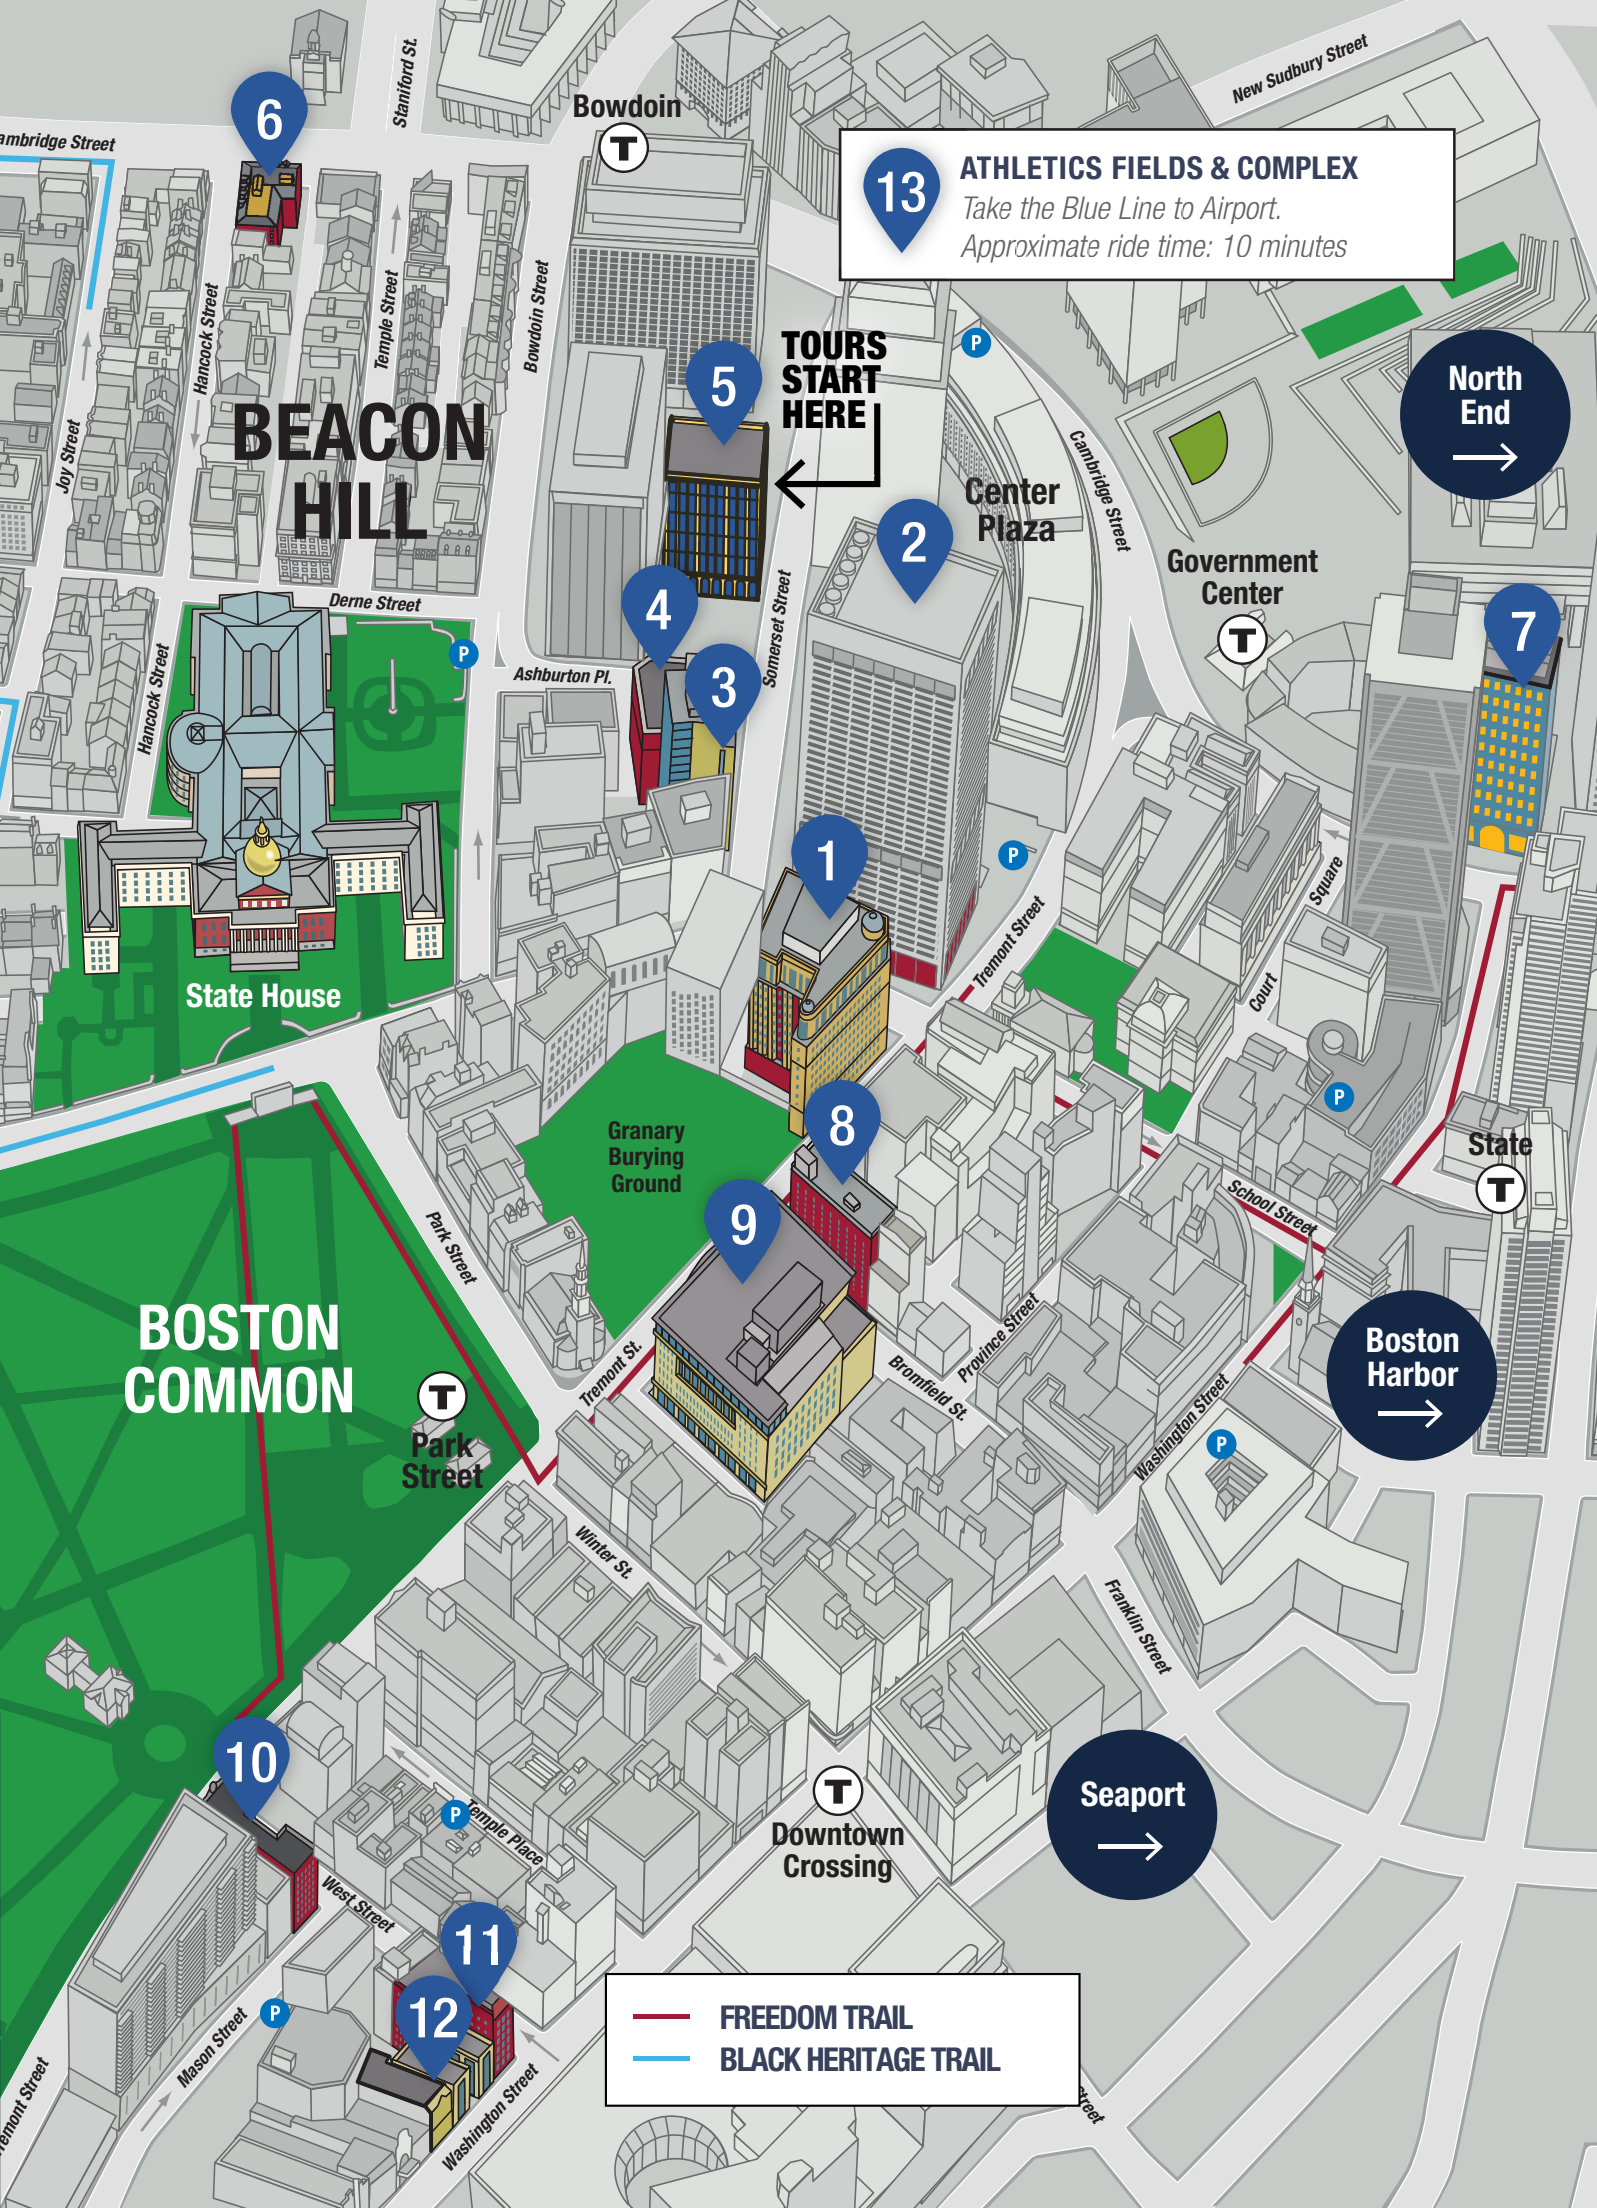 Staniford St.
New Sudbury Street
6
Bowdoin
T
ambridge Street
13
ATHLETICS FIELDS & COMPLEX
Take the Blue Line to Airport.
Approximate ride time: 10 minutes
Hancock Street
Temple Street
Bowdoin Street
Joy Street
5
TOURS
START
HERE
P
North
End
BEACON
HILL
Cambridge Street
Center
Plaza
2
Government
Center
T
7
Derne Street
4
Somerset Street
P
Ashburton Pl.
3
Hancock Street
1
P
Square
Tremont Street
Court
State House
P
Granary
Burying
Ground
8
State
T
School Street
9
Park Street
BOSTON
COMMON
Tremont St.
Province Street
Bromfield St.
Boston
Harbor
T
Park
Street
Washington Street
P
Winter St.
Franklin Street
10
Seaport
T
Downtown
Crossing
P
Temple Place
West Street
11
12
P
Mason Street
FREEDOM TRAIL
BLACK HERITAGE TRAIL
emont Street
Washington Street
treet